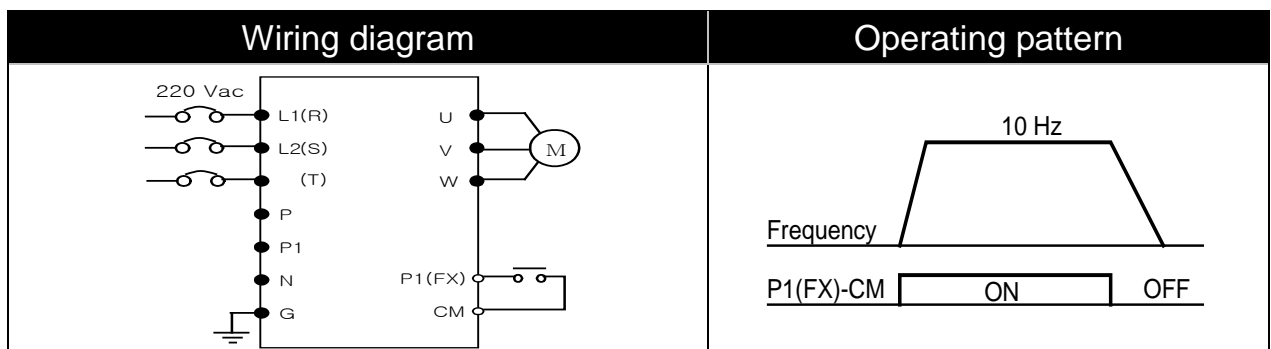 Wiring diagram
Operating pattern
220 Vac
L1(R)
L2(S)
(T)
P
P1
N
G
U
V
W
M
P1(FX)
CM
10 Hz
Frequency
P1(FX)-CM ON OFF